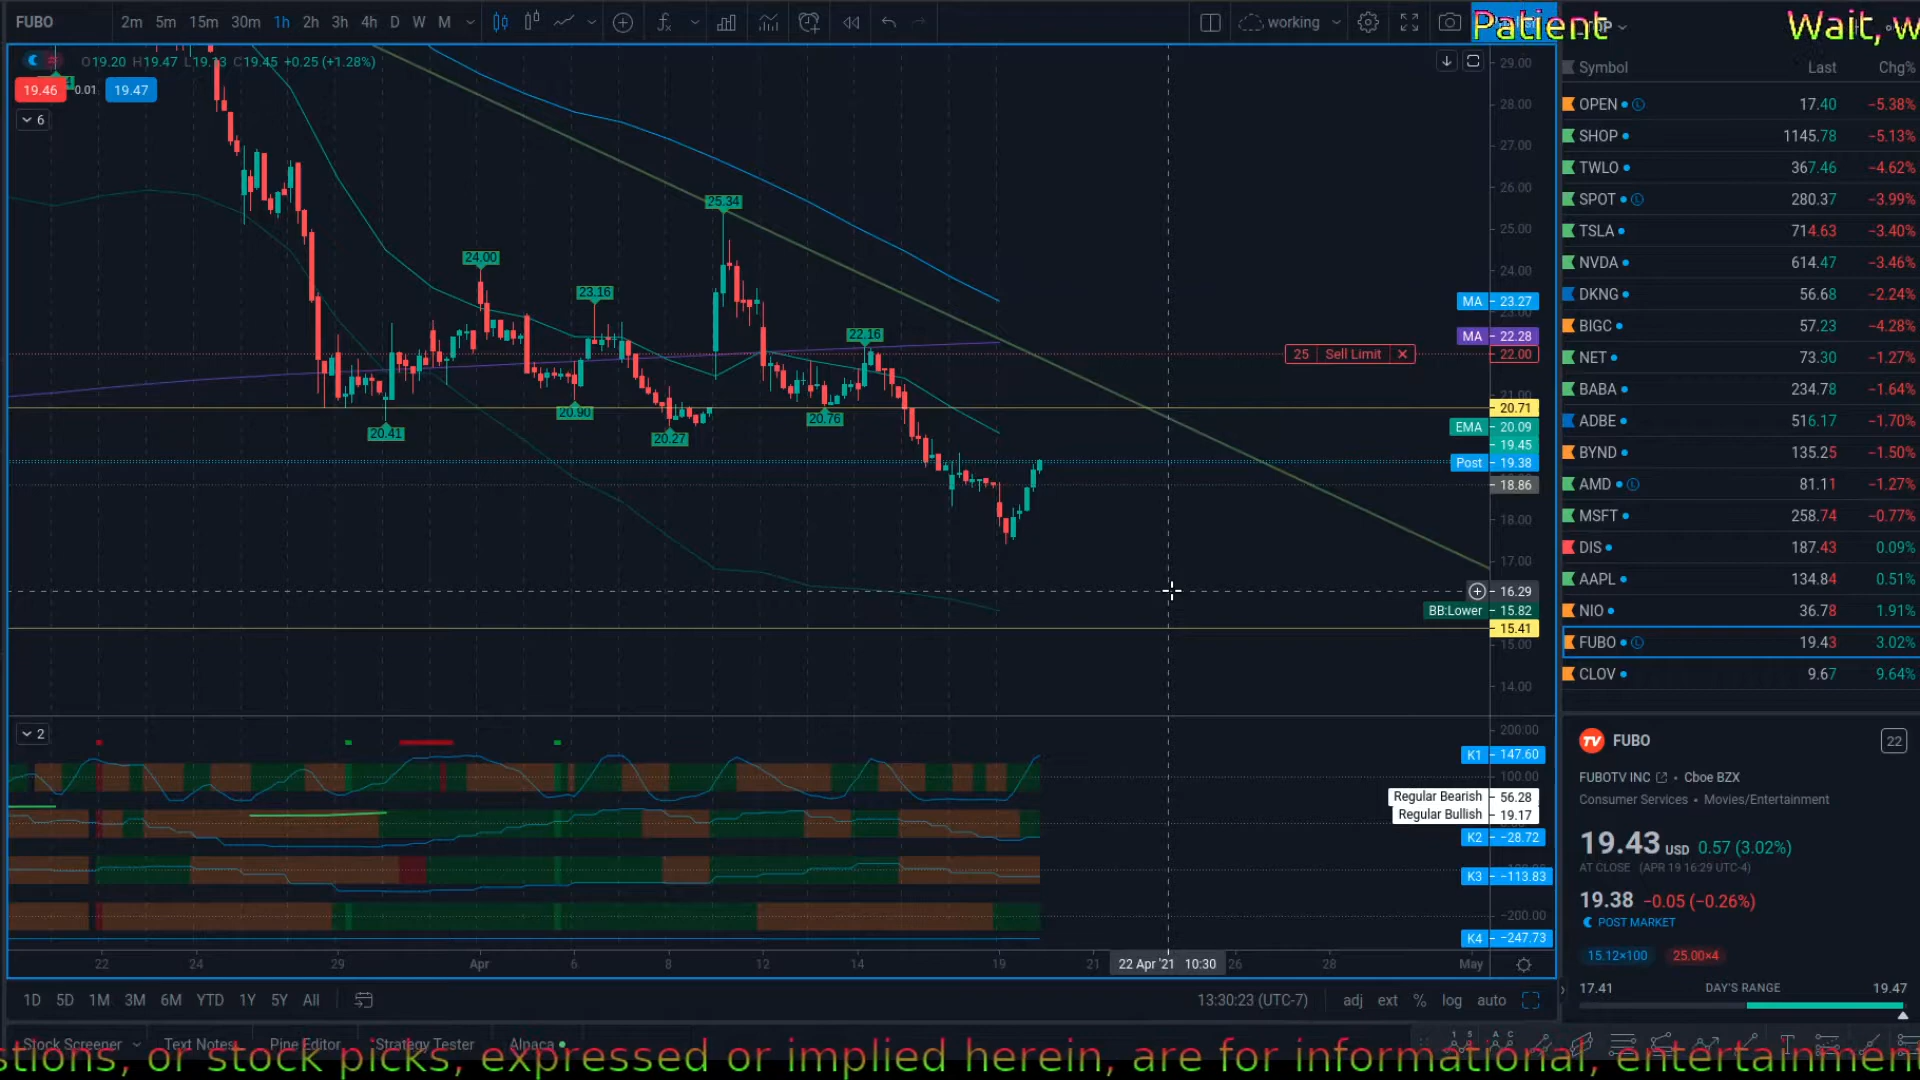 FUBO 2m 5m 15m 30m 1h 2h 3h 4h D W M working Patient Wait, w
O19.20 H19.47 C19.45 +0.25 (+1.28%)
19.46 0.01 19.47
6
29.00
28.00
27.00
26.00
25.00
24.00
25.34
24.00
23.16
22.16
20.41
20.90
20.27
20.76
MA 23.27
23.00
MA 22.28
25 Sell Limit 22.00
21.00
20.71
EMA 20.09
19.45
Post 19.38
18.86
18.00
17.00
16.29
BB:Lower 15.82
15.41
15.00
14.00
2
200.00
K1 147.60
100.00
Regular Bearish 56.28
Regular Bullish 19.17
K2 −28.72
K3 −113.83
−200.00
K4 −247.73
22 24 29 Apr 6 8 12 14 19 21 22 Apr '21 10:30 26 28 May
1D 5D 1M 3M 6M YTD 1Y 5Y All 13:30:23 (UTC-7) adj ext % log auto
Stock Screener Text Notes Pine Editor Strategy Tester Alpaca
stions, or stock picks, expressed or implied herein, are for informational, entertainmen
Symbol Last Chg%
OPEN L 17.40 −5.38%
SHOP 1145.78 −5.13%
TWLO 367.46 −4.62%
SPOT L 280.37 −3.99%
TSLA 714.63 −3.40%
NVDA 614.47 −3.46%
DKNG 56.68 −2.24%
BIGC 57.23 −4.28%
NET 73.30 −1.27%
BABA 234.78 −1.64%
ADBE 516.17 −1.70%
BYND 135.25 −1.50%
AMD L 81.11 −1.27%
MSFT 258.74 −0.77%
DIS 187.43 0.09%
AAPL 134.84 0.51%
NIO 36.78 1.91%
FUBO L 19.43 3.02%
CLOV 9.67 9.64%
TV FUBO 22
FUBOTV INC • Cboe BZX
Consumer Services • Movies/Entertainment
19.43 USD 0.57 (3.02%)
AT CLOSE (APR 19 16:29 UTC-4)
19.38 −0.05 (−0.26%)
POST MARKET
15.12×100 25.00×4
17.41 DAY'S RANGE 19.47